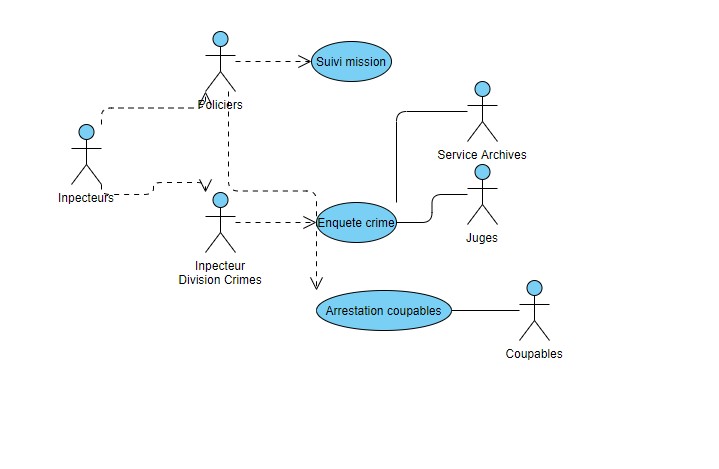 Suivi mission
Policiers
Service Archives
Inpecteurs
Enquete crime
Juges
Inpecteur
Division Crimes
Arrestation coupables
Coupables